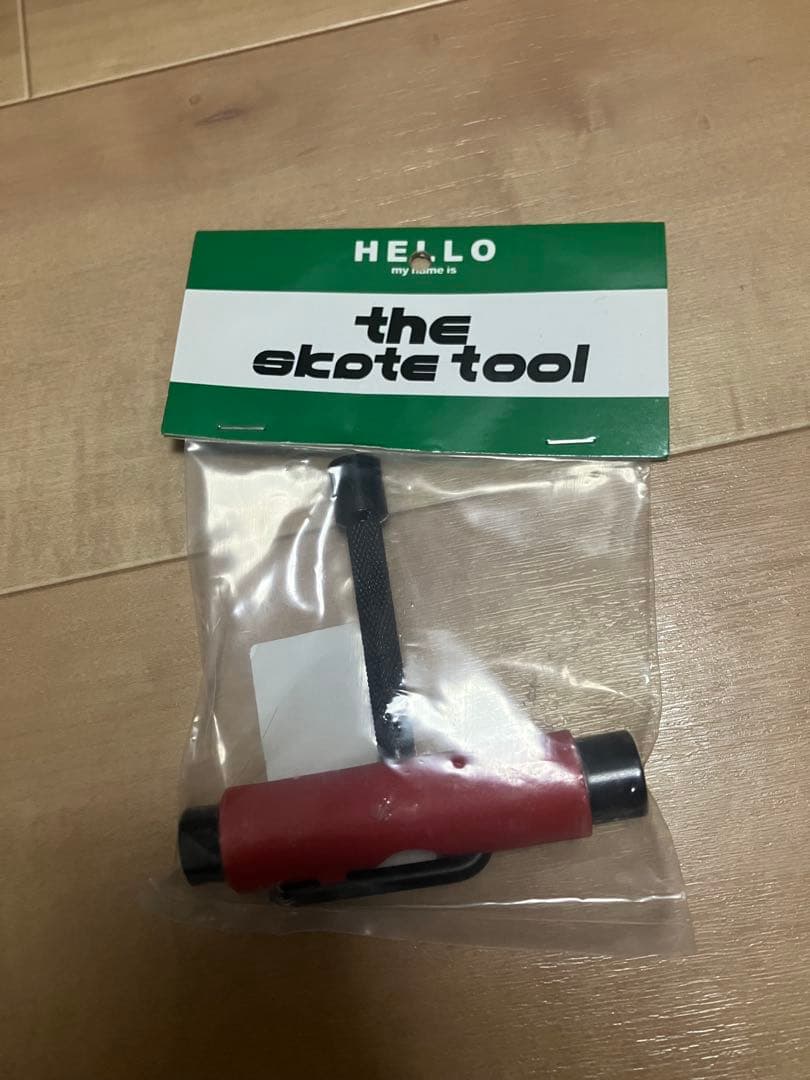 HELLO
my name is
the
skate tool